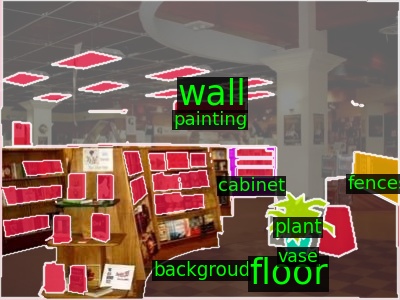 wall
painting
cabinet
fence
plant
vase
backgroud
floor